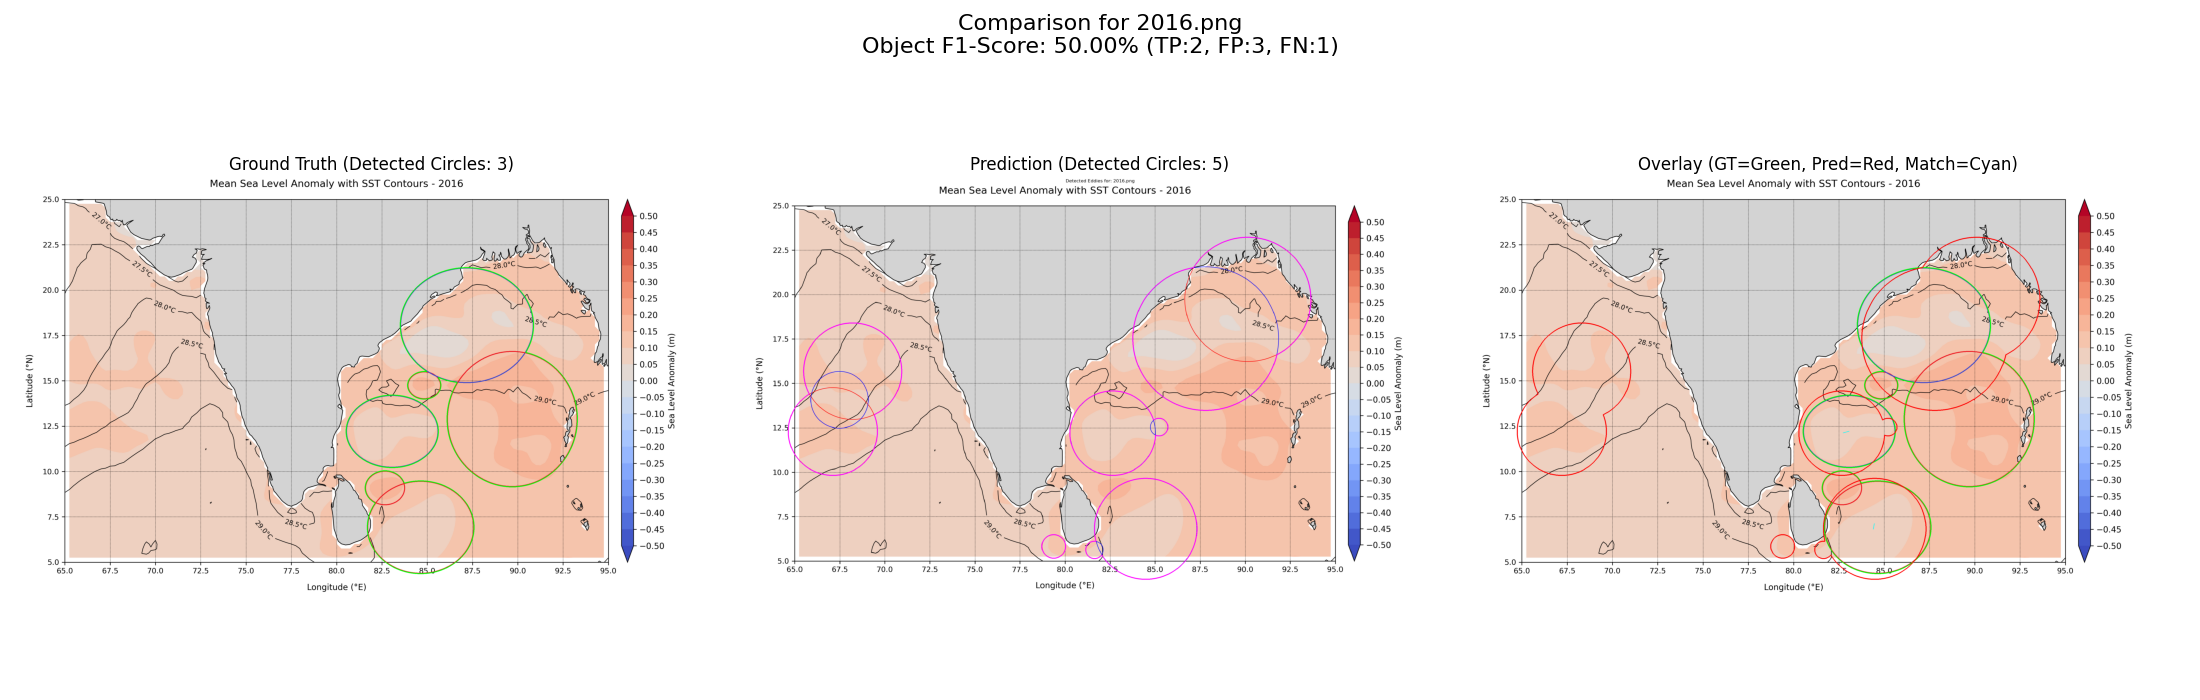 Comparison for 2016.png
Object F1-Score: 50.00% (TP:2, FP:3, FN:1)
Ground Truth (Detected Circles: 3)
Mean Sea Level Anomaly with SST Contours - 2016
25.0
22.5
20.0
17.5
15.0
12.5
10.0
7.5
5.0
Latitude (°N)
65.0 67.5 70.0 72.5 75.0 77.5 80.0 82.5 85.0 87.5 90.0 92.5 95.0
Longitude (°E)
27.0°C
27.5°C
28.0°C
28.5°C
28.0°C
28.5°C
29.0°C
29.0°C
28.5°C
29.0°C
0.50
0.45
0.40
0.35
0.30
0.25
0.20
0.15
0.10
0.05
0.00
−0.05
−0.10
−0.15
−0.20
−0.25
−0.30
−0.35
−0.40
−0.45
−0.50
Sea Level Anomaly (m)
Prediction (Detected Circles: 5)
Detected Eddies for: 2016.png
Mean Sea Level Anomaly with SST Contours - 2016
25.0
22.5
20.0
17.5
15.0
12.5
10.0
7.5
5.0
Latitude (°N)
65.0 67.5 70.0 72.5 75.0 77.5 80.0 82.5 85.0 87.5 90.0 92.5 95.0
Longitude (°E)
27.0°C
27.5°C
28.0°C
28.5°C
28.0°C
28.5°C
29.0°C
29.0°C
28.5°C
29.0°C
0.50
0.45
0.40
0.35
0.30
0.25
0.20
0.15
0.10
0.05
0.00
−0.05
−0.10
−0.15
−0.20
−0.25
−0.30
−0.35
−0.40
−0.45
−0.50
Sea Level Anomaly (m)
Overlay (GT=Green, Pred=Red, Match=Cyan)
Mean Sea Level Anomaly with SST Contours - 2016
25.0
22.5
20.0
17.5
15.0
12.5
10.0
7.5
5.0
Latitude (°N)
65.0 67.5 70.0 72.5 75.0 77.5 80.0 82.5 85.0 87.5 90.0 92.5 95.0
Longitude (°E)
27.0°C
27.5°C
28.0°C
28.5°C
28.0°C
28.5°C
29.0°C
29.0°C
28.5°C
29.0°C
0.50
0.45
0.40
0.35
0.30
0.25
0.20
0.15
0.10
0.05
0.00
−0.05
−0.10
−0.15
−0.20
−0.25
−0.30
−0.35
−0.40
−0.45
−0.50
Sea Level Anomaly (m)